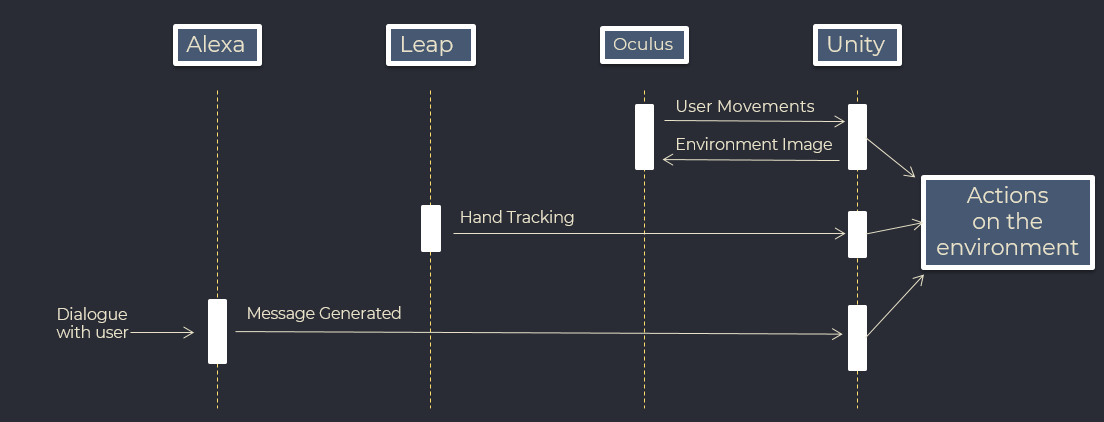 Alexa
Leap
Oculus
Unity
User Movements
Environment Image
Actions
on the
environment
Hand Tracking
Dialogue
with user
Message Generated